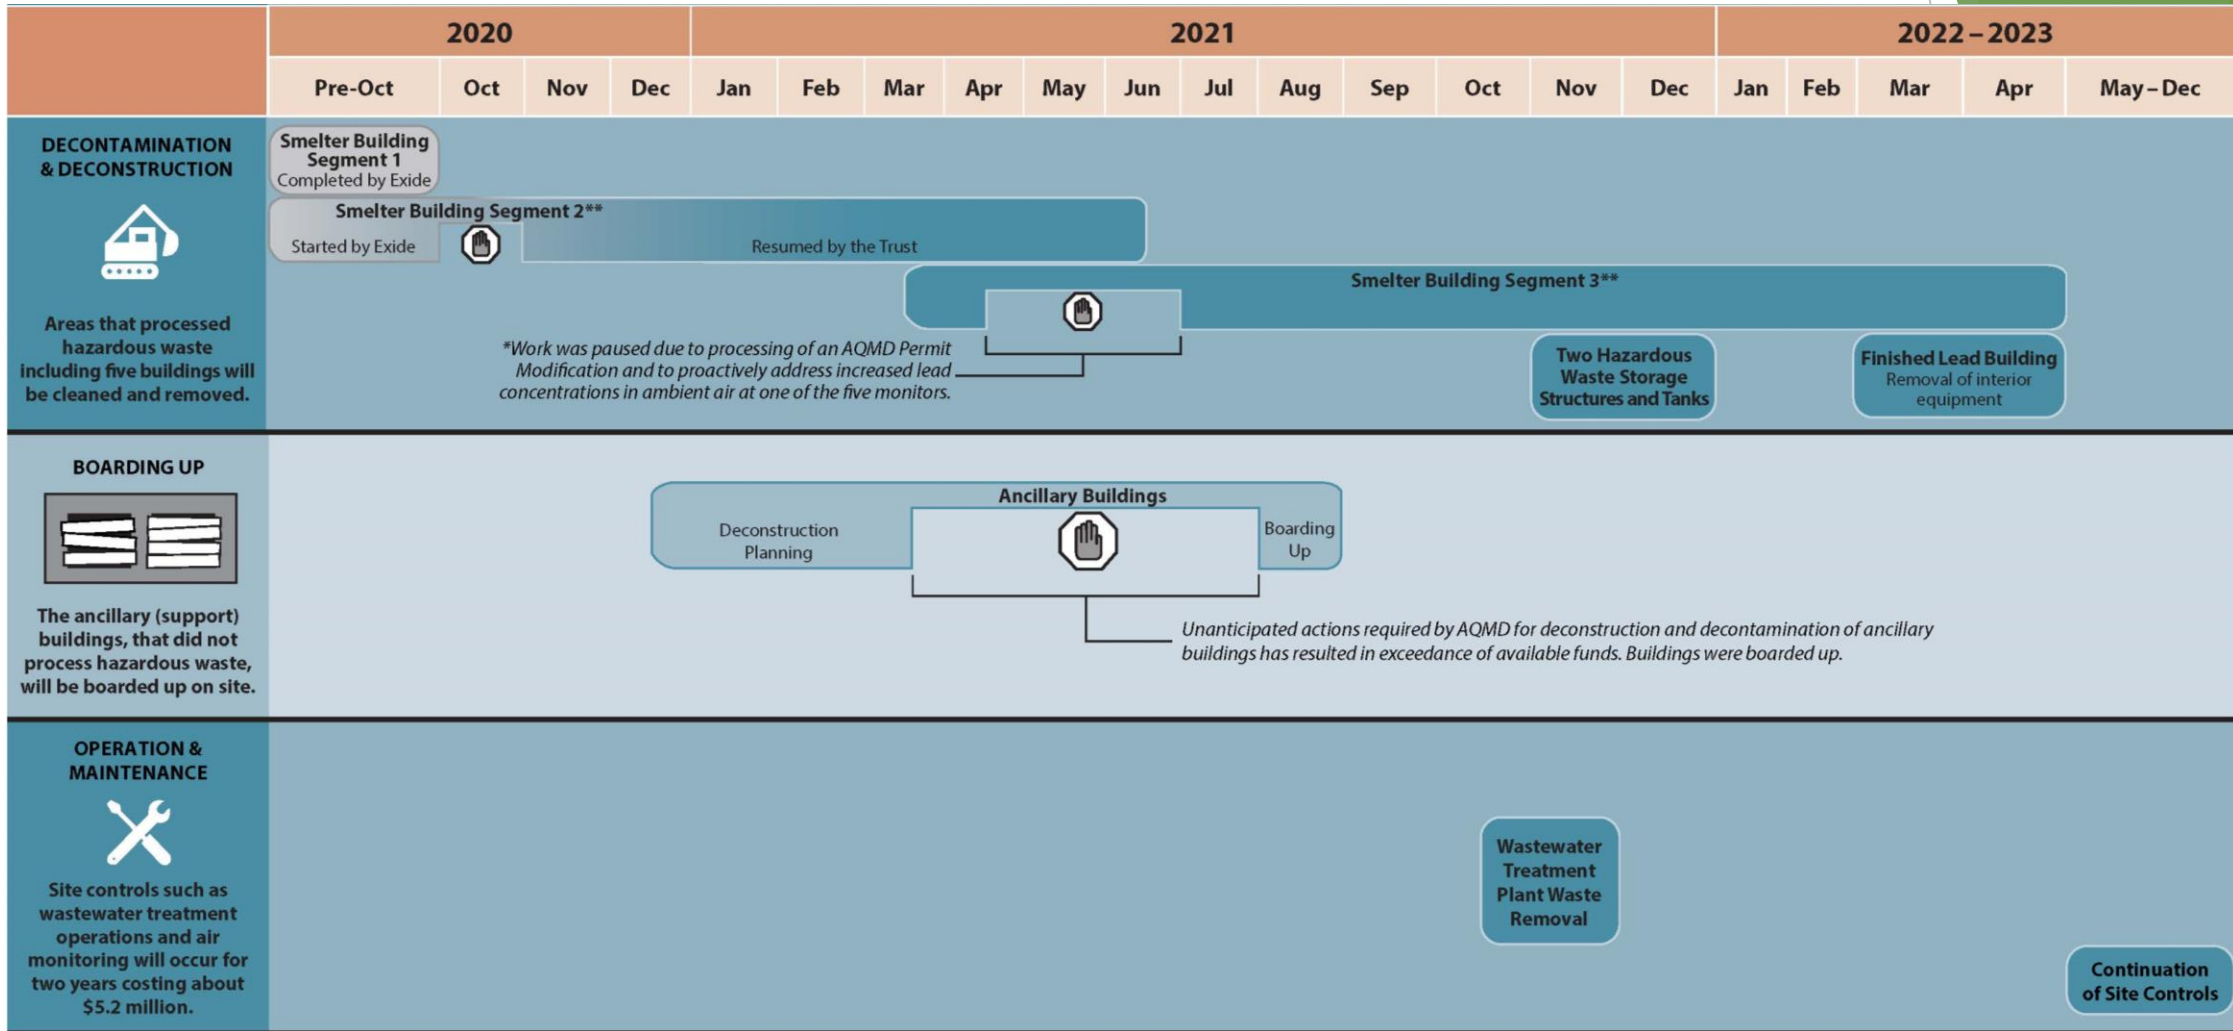 2020
2021
2022 – 2023
Pre-Oct
Oct
Nov
Dec
Jan
Feb
Mar
Apr
May
Jun
Jul
Aug
Sep
Oct
Nov
Dec
Jan
Feb
Mar
Apr
May – Dec
DECONTAMINATION
& DECONSTRUCTION
Areas that processed
hazardous waste
including five buildings will
be cleaned and removed.
Smelter Building
Segment 1
Completed by Exide
Smelter Building Segment 2**
Started by Exide
Resumed by the Trust
Smelter Building Segment 3**
*Work was paused due to processing of an AQMD Permit
Modification and to proactively address increased lead
concentrations in ambient air at one of the five monitors.
Two Hazardous
Waste Storage
Structures and Tanks
Finished Lead Building
Removal of interior
equipment
BOARDING UP
The ancillary (support)
buildings, that did not
process hazardous waste,
will be boarded up on site.
Ancillary Buildings
Deconstruction
Planning
Boarding
Up
Unanticipated actions required by AQMD for deconstruction and decontamination of ancillary
buildings has resulted in exceedance of available funds. Buildings were boarded up.
OPERATION &
MAINTENANCE
Site controls such as
wastewater treatment
operations and air
monitoring will occur for
two years costing about
$5.2 million.
Wastewater
Treatment
Plant Waste
Removal
Continuation
of Site Controls